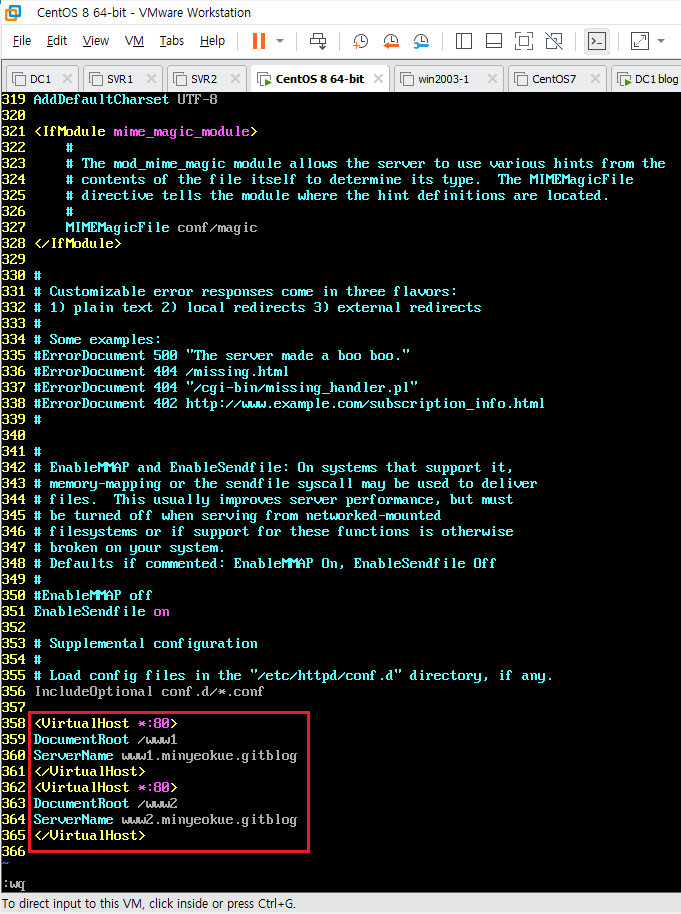 CentOS 8 64-bit - VMware Workstation
File Edit View VM Tabs Help
DC1 SVR1 SVR2 CentOS 8 64-bit win2003-1 CentOS7 DC1 blog
319 AddDefaultCharset UTF-8
320
321 <IfModule mime_magic_module>
322     #
323     # The mod_mime_magic module allows the server to use various hints from the
324     # contents of the file itself to determine its type.  The MIMEMagicFile
325     # directive tells the module where the hint definitions are located.
326     #
327     MIMEMagicFile conf/magic
328 </IfModule>
329
330 #
331 # Customizable error responses come in three flavors:
332 # 1) plain text 2) local redirects 3) external redirects
333 #
334 # Some examples:
335 #ErrorDocument 500 "The server made a boo boo."
336 #ErrorDocument 404 /missing.html
337 #ErrorDocument 404 "/cgi-bin/missing_handler.pl"
338 #ErrorDocument 402 http://www.example.com/subscription_info.html
339 #
340
341 #
342 # EnableMMAP and EnableSendfile: On systems that support it,
343 # memory-mapping or the sendfile syscall may be used to deliver
344 # files.  This usually improves server performance, but must
345 # be turned off when serving from networked-mounted
346 # filesystems or if support for these functions is otherwise
347 # broken on your system.
348 # Defaults if commented: EnableMMAP On, EnableSendfile Off
349 #
350 #EnableMMAP off
351 EnableSendfile on
352
353 # Supplemental configuration
354 #
355 # Load config files in the "/etc/httpd/conf.d" directory, if any.
356 IncludeOptional conf.d/*.conf
357
358 <VirtualHost *:80>
359 DocumentRoot /www1
360 ServerName www1.minyeokue.gitblog
361 </VirtualHost>
362 <VirtualHost *:80>
363 DocumentRoot /www2
364 ServerName www2.minyeokue.gitblog
365 </VirtualHost>
366
~
:wq
To direct input to this VM, click inside or press Ctrl+G.